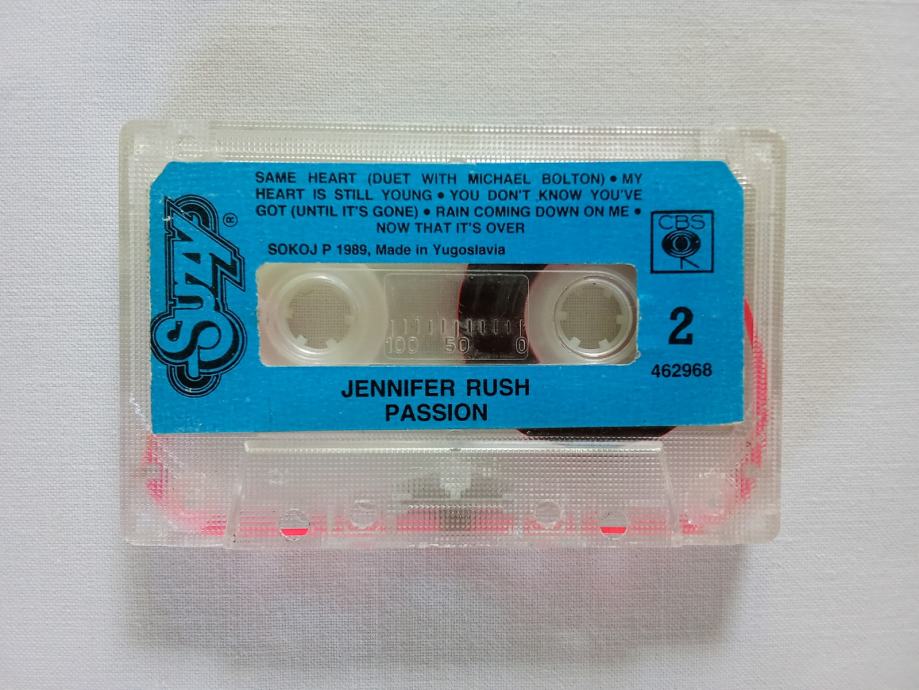 SAME HEART (DUET WITH MICHAEL BOLTON) • MY
HEART IS STILL YOUNG • YOU DON'T KNOW YOU'VE
GOT (UNTIL IT'S GONE) • RAIN COMING DOWN ON ME •
NOW THAT IT'S OVER
SOKOJ P 1989, Made in Yugoslavia
Suzy®
CBS
100 50 0
2
462968
JENNIFER RUSH
PASSION